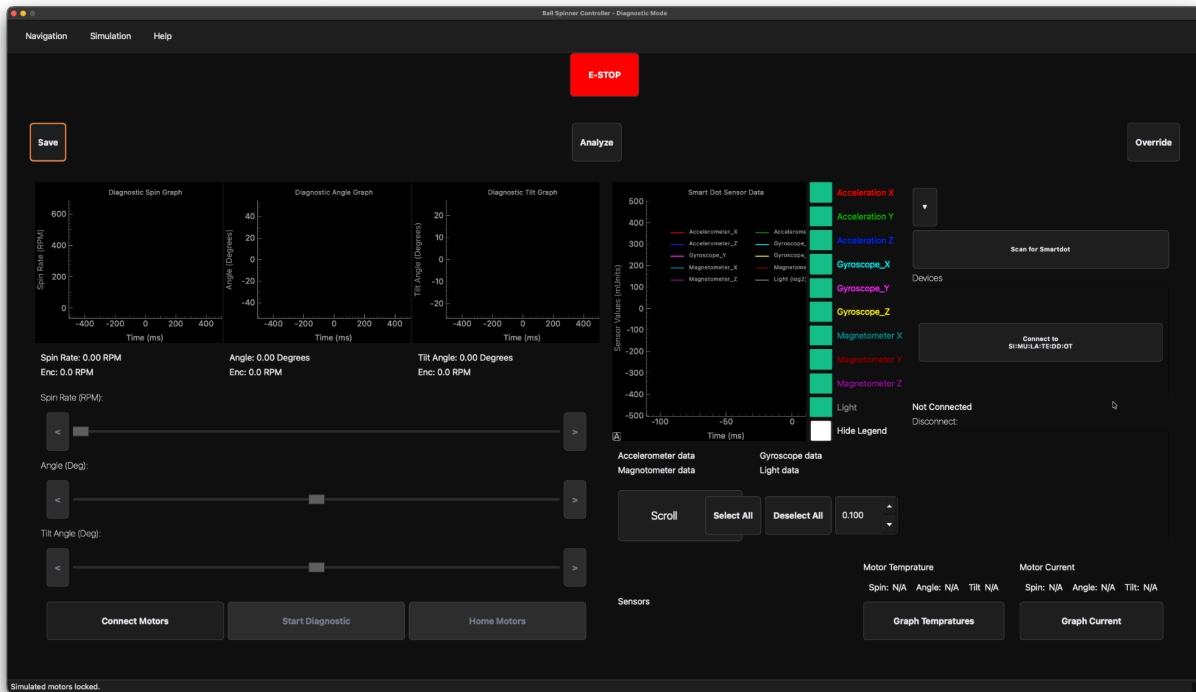 Ball Spinner Controller - Diagnostic Mode
Navigation Simulation Help
E-STOP
Save
Analyze
Override
Diagnostic Spin Graph
Spin Rate (RPM)
600
400
200
0
-400 -200 0 200 400
Time (ms)
Diagnostic Angle Graph
Angle (Degrees)
40
20
0
-20
-40
-400 -200 0 200 400
Time (ms)
Diagnostic Tilt Graph
Tilt Angle (Degrees)
20
10
0
-10
-20
-400 -200 0 200 400
Time (ms)
Spin Rate: 0.00 RPM
Enc: 0.0 RPM
Angle: 0.00 Degrees
Enc: 0.0 RPM
Tilt Angle: 0.00 Degrees
Enc: 0.0 RPM
Spin Rate (RPM):
< >
Angle (Deg):
< >
Tilt Angle (Deg):
< >
Connect Motors
Start Diagnostic
Home Motors
Smart Dot Sensor Data
Sensor Values (mUnits)
500
400
300
200
100
0
-100
-200
-300
-400
-500
-100 -50 0
Time (ms)
A
Accelerometer_X Accelerome
Accelerometer_Z Gyroscope_
Gyroscope_Y Gyroscope_
Magnetometer_X Magnetome
Magnetometer_Z Light (log2)
Acceleration X
Acceleration Y
Acceleration Z
Gyroscope_X
Gyroscope_Y
Gyroscope_Z
Magnetometer X
Magnetometer Y
Magnetometer Z
Light
Hide Legend
Accelerometer data Gyroscope data
Magnotometer data Light data
Scroll
Select All
Deselect All
0.100
Sensors
Scan for Smartdot
Devices
Connect to
SI:MU:LA:TE:DD:OT
Not Connected
Disconnect:
Motor Temprature
Spin: N/A Angle: N/A Tilt N/A
Graph Tempratures
Motor Current
Spin: N/A Angle: N/A Tilt: N/A
Graph Current
Simulated motors locked.